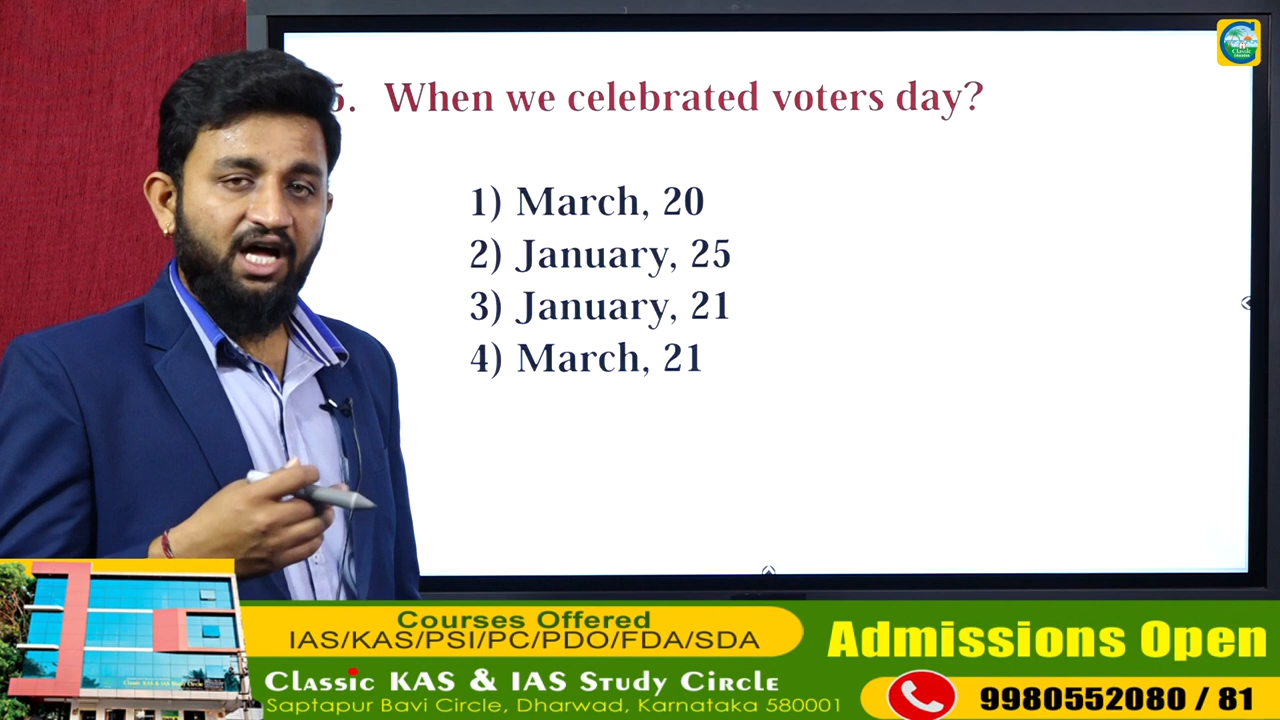 5. When we celebrated voters day?
1) March, 20
2) January, 25
3) January, 21
4) March, 21
Courses Offered
IAS/KAS/PSI/PC/PDO/FDA/SDA
Classic KAS & IAS Study Circle
Saptapur Bavi Circle, Dharwad, Karnataka 580001
Admissions Open
9980552080 / 81